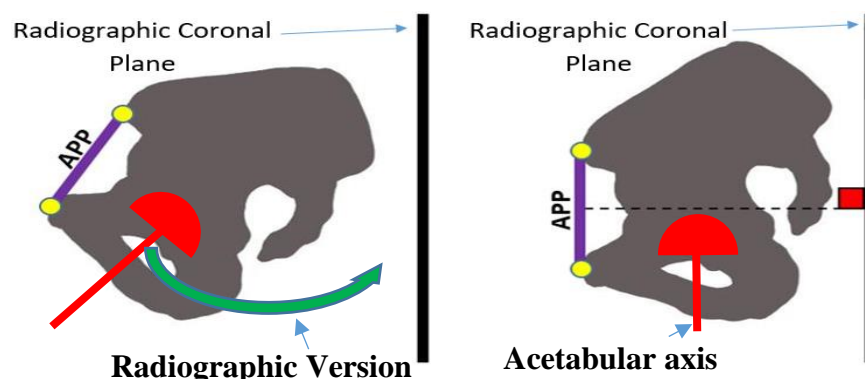 Radiographic Coronal
Plane
APP
Radiographic Version
Radiographic Coronal
Plane
APP
Acetabular axis